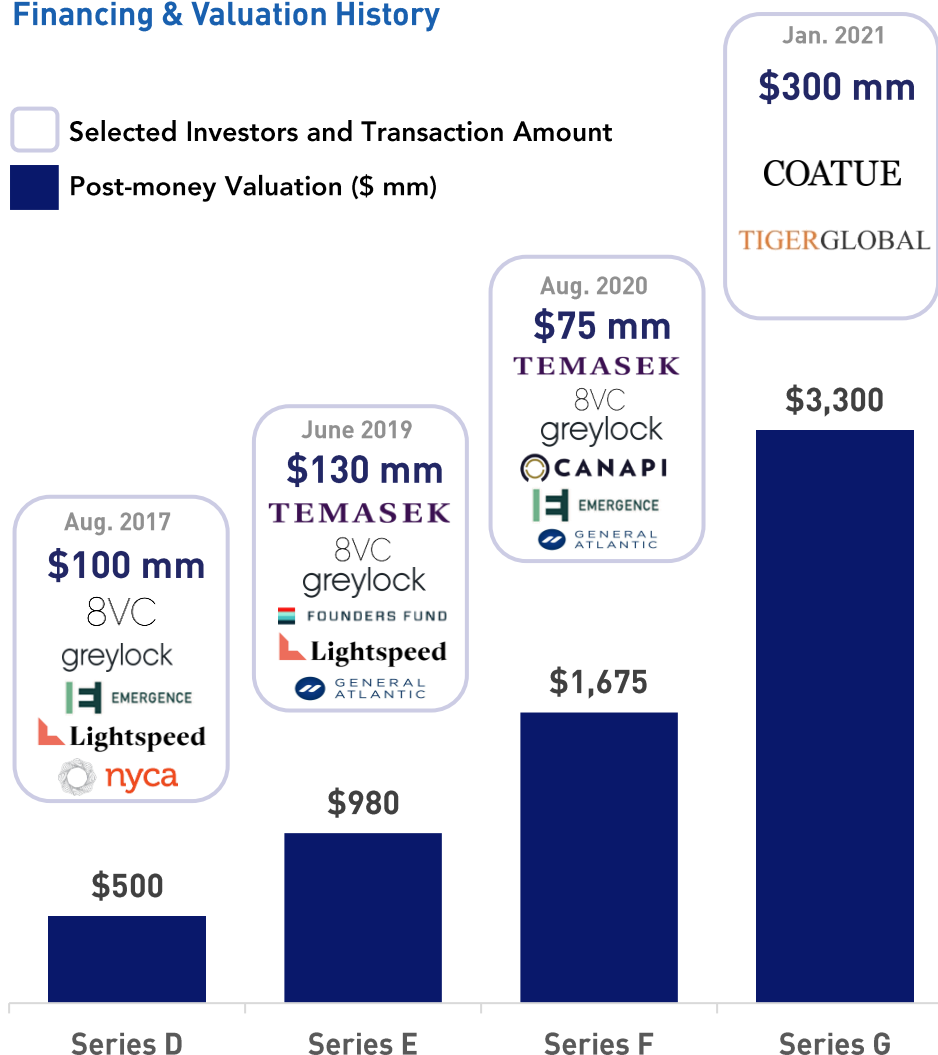 Financing & Valuation History
Selected Investors and Transaction Amount
Post-money Valuation ($ mm)
Aug. 2017
$100 mm
8VC
greylock
EMERGENCE
Lightspeed
nyca
$500
Series D
June 2019
$130 mm
TEMASEK
8VC
greylock
FOUNDERS FUND
Lightspeed
GENERAL
ATLANTIC
$980
Series E
Aug. 2020
$75 mm
TEMASEK
8VC
greylock
CANAPI
EMERGENCE
GENERAL
ATLANTIC
$1,675
Series F
Jan. 2021
$300 mm
COATUE
TIGERGLOBAL
$3,300
Series G